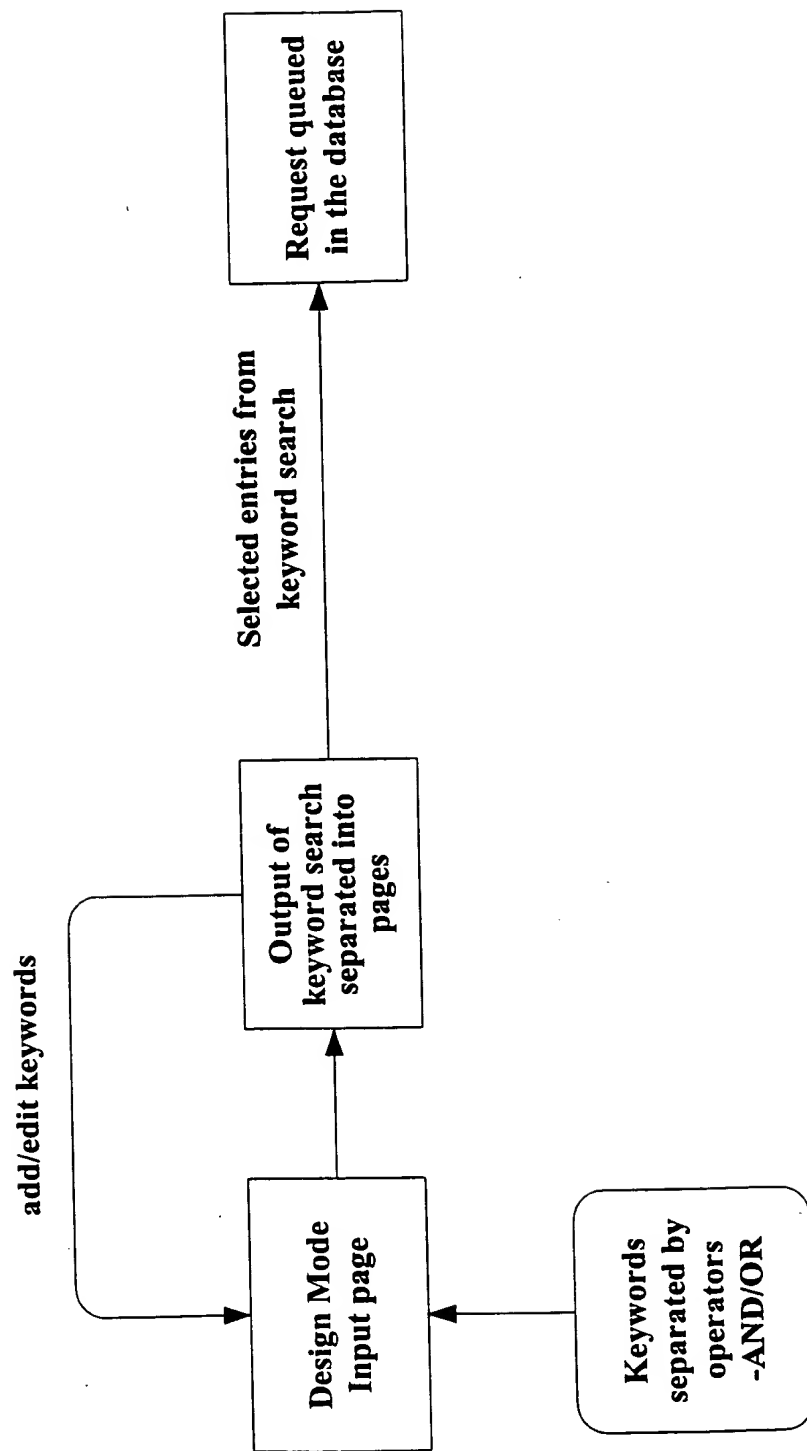 add/edit keywords
Design Mode
Input page
Output of
keyword search
separated into
pages
Selected entries from
keyword search
Request queued
in the database
Keywords
separated by
operators
-AND/OR